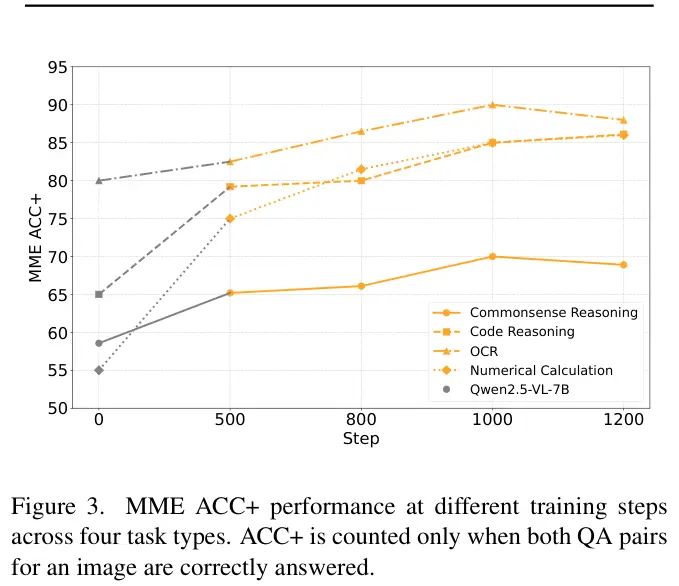 95
90
85
80
75
70
65
60
55
50
MME ACC+
0 500 800 1000 1200
Step
Commonsense Reasoning
Code Reasoning
OCR
Numerical Calculation
Qwen2.5-VL-7B
Figure 3. MME ACC+ performance at different training steps
across four task types. ACC+ is counted only when both QA pairs
for an image are correctly answered.